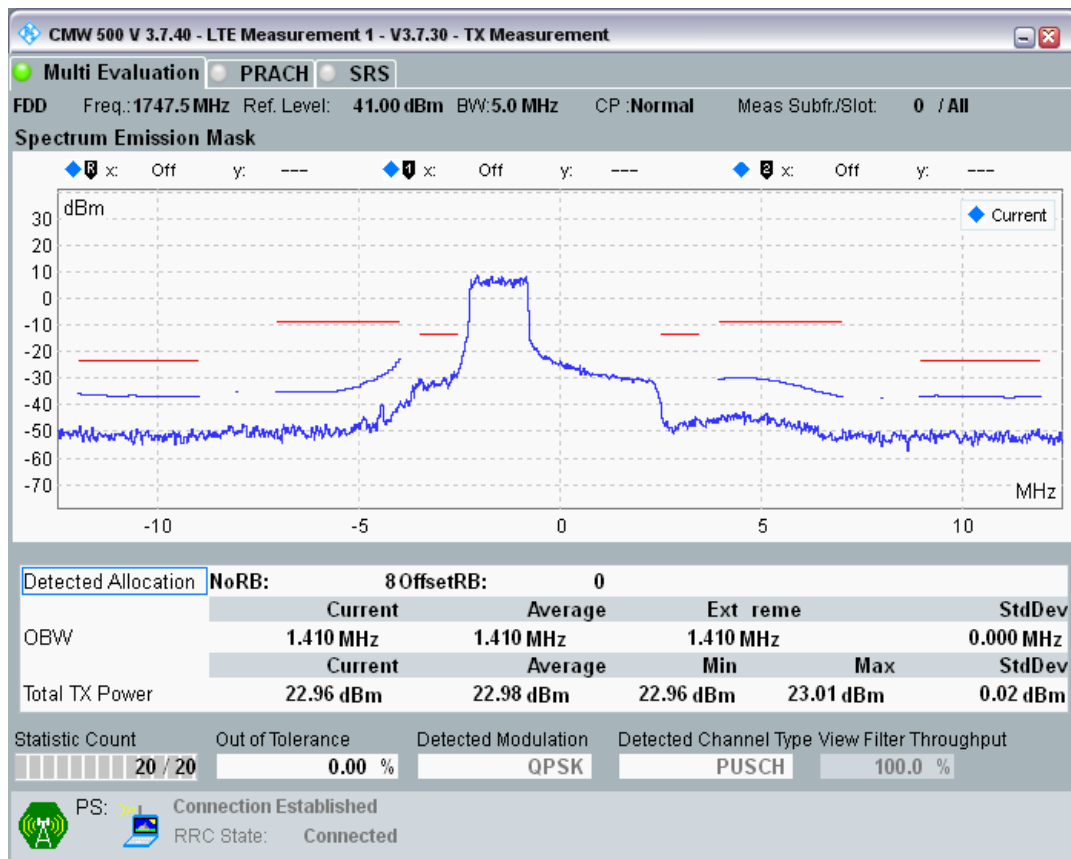 CMW 500 V 3.7.40 - LTE Measurement 1 - V3.7.30 - TX Measurement
Multi Evaluation PRACH SRS
FDD Freq.:1747.5 MHz Ref. Level: 41.00 dBm BW:5.0 MHz CP :Normal Meas Subfr./Slot: 0 / All
Spectrum Emission Mask
R x: Off y: --- 1 x: Off y: --- 2 x: Off y: ---
dBm
Current
30
20
10
0
-10
-20
-30
-40
-50
-60
-70
MHz
-10 -5 0 5 10
Detected Allocation NoRB: 8 OffsetRB: 0
Current Average Ext reme StdDev
OBW 1.410 MHz 1.410 MHz 1.410 MHz 0.000 MHz
Current Average Min Max StdDev
Total TX Power 22.96 dBm 22.98 dBm 22.96 dBm 23.01 dBm 0.02 dBm
Statistic Count Out of Tolerance Detected Modulation Detected Channel Type View Filter Throughput
20 / 20 0.00 % QPSK PUSCH 100.0 %
PS: Connection Established
RRC State: Connected